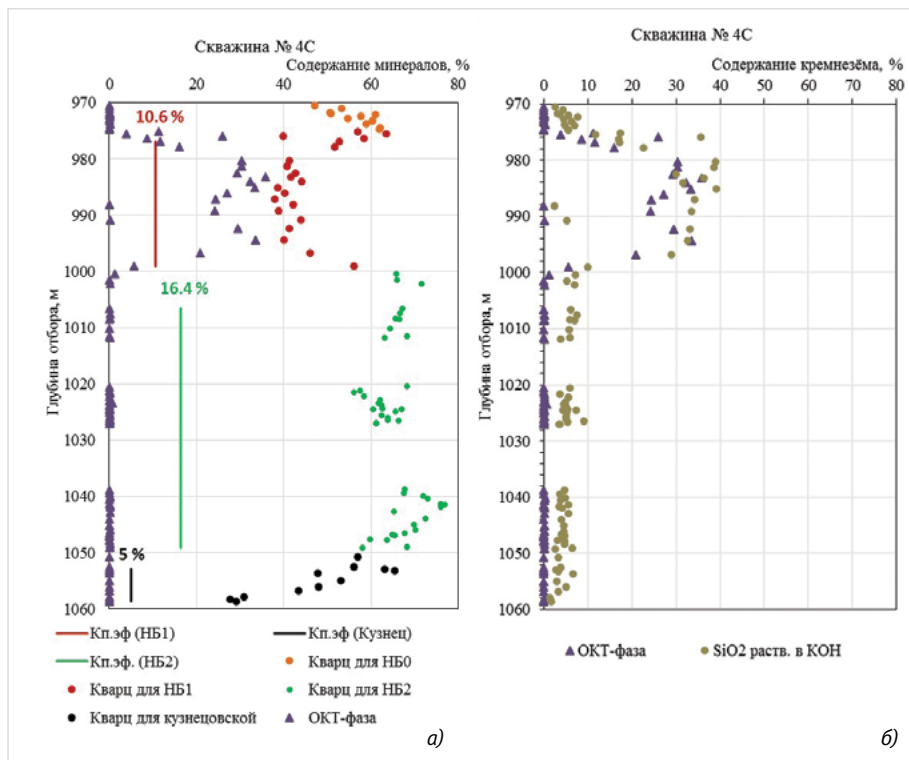 Скважина № 4С
Содержание минералов, %
0 20 40 60 80
970
980
990
1000
1010
1020
1030
1040
1050
1060
Глубина отбора, м
10.6 %
16.4 %
5 %
Кп.эф (НБ1)
Кп.эф (Кузнец)
Кп.эф. (НБ2)
Кварц для НБ0
Кварц для НБ1
Кварц для НБ2
Кварц для кузнецовской
ОКТ-фаза
а)
Скважина № 4С
Содержание кремнезёма, %
0 10 20 30 40 50 60 70 80
970
980
990
1000
1010
1020
1030
1040
1050
1060
Глубина отбора, м
ОКТ-фаза
SiO2 раств. в КОН
б)